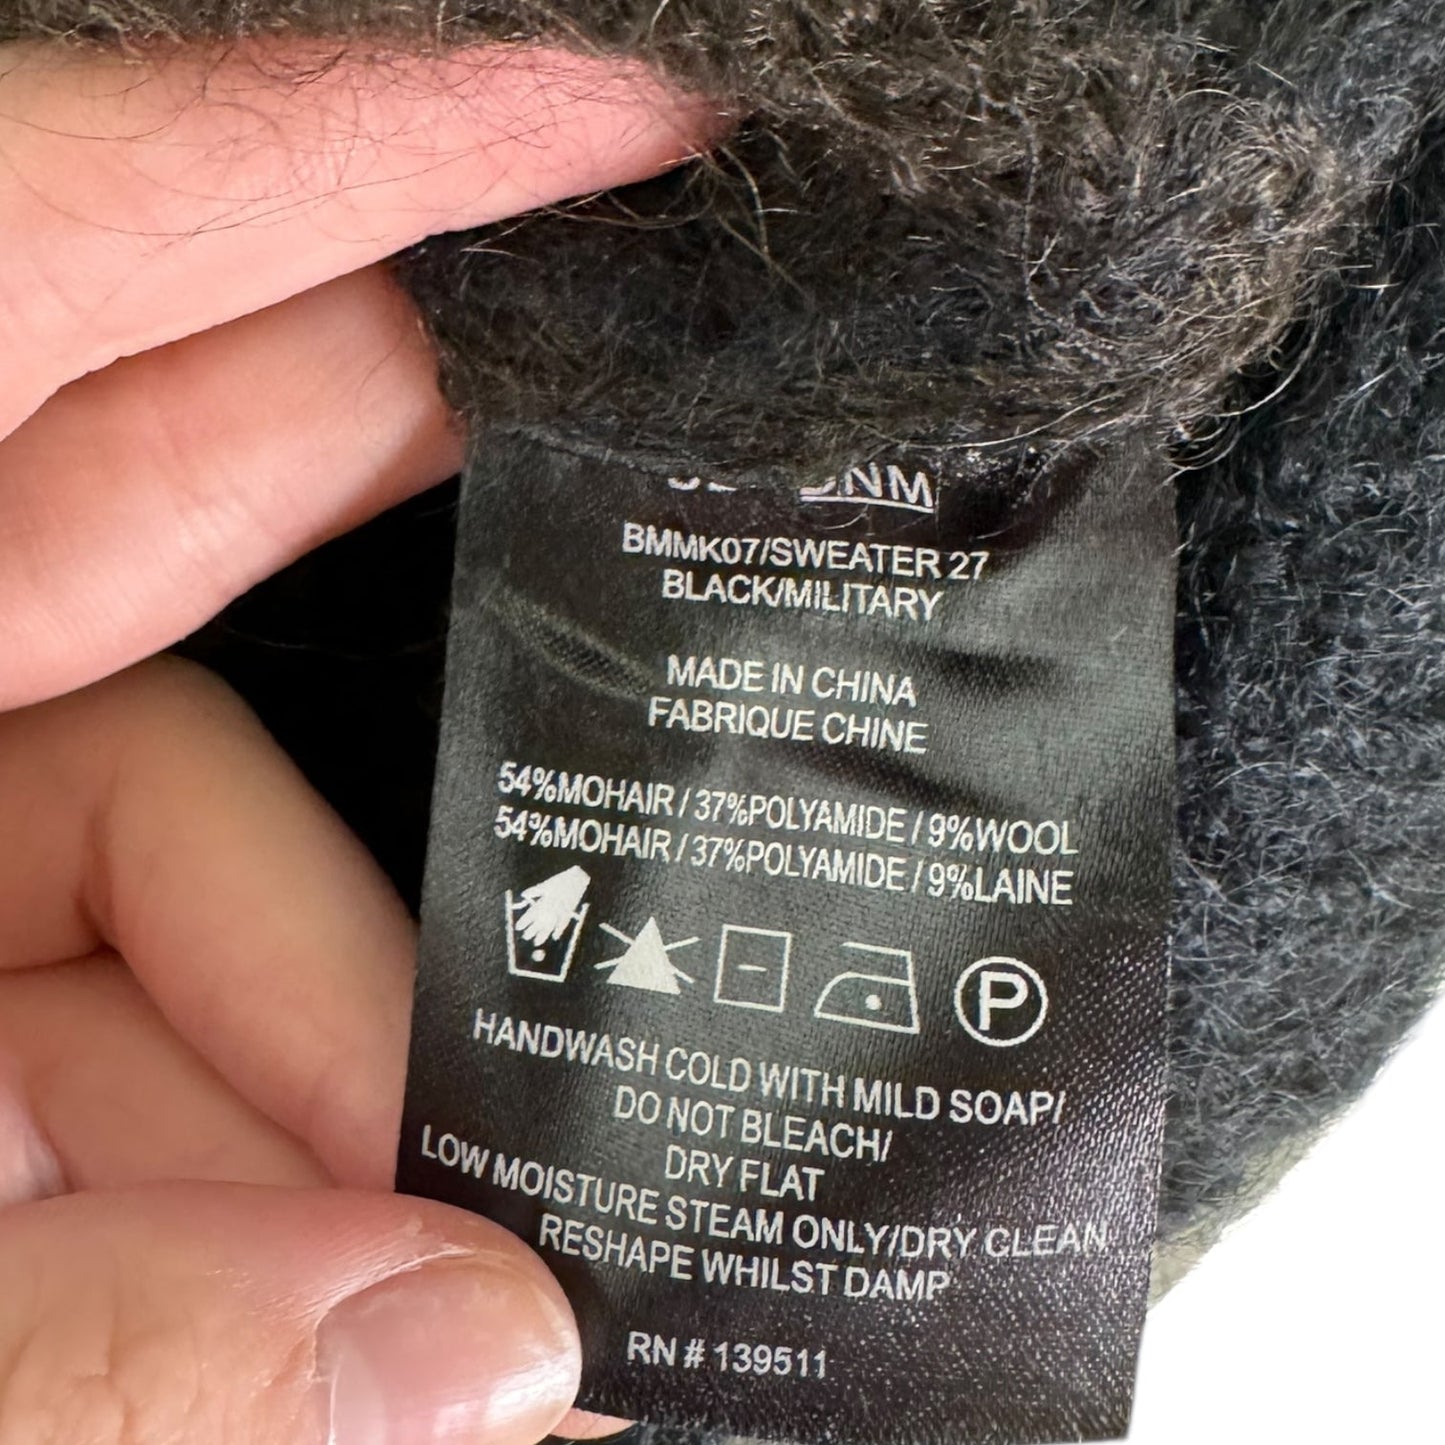 DNM
BMMK07/SWEATER 27
BLACK/MILITARY
MADE IN CHINA
FABRIQUE CHINE
54%MOHAIR / 37%POLYAMIDE / 9%WOOL
54%MOHAIR / 37%POLYAMIDE / 9%LAINE
P
HANDWASH COLD WITH MILD SOAP/
DO NOT BLEACH/
DRY FLAT
LOW MOISTURE STEAM ONLY/DRY CLEAN
RESHAPE WHILST DAMP
RN # 139511